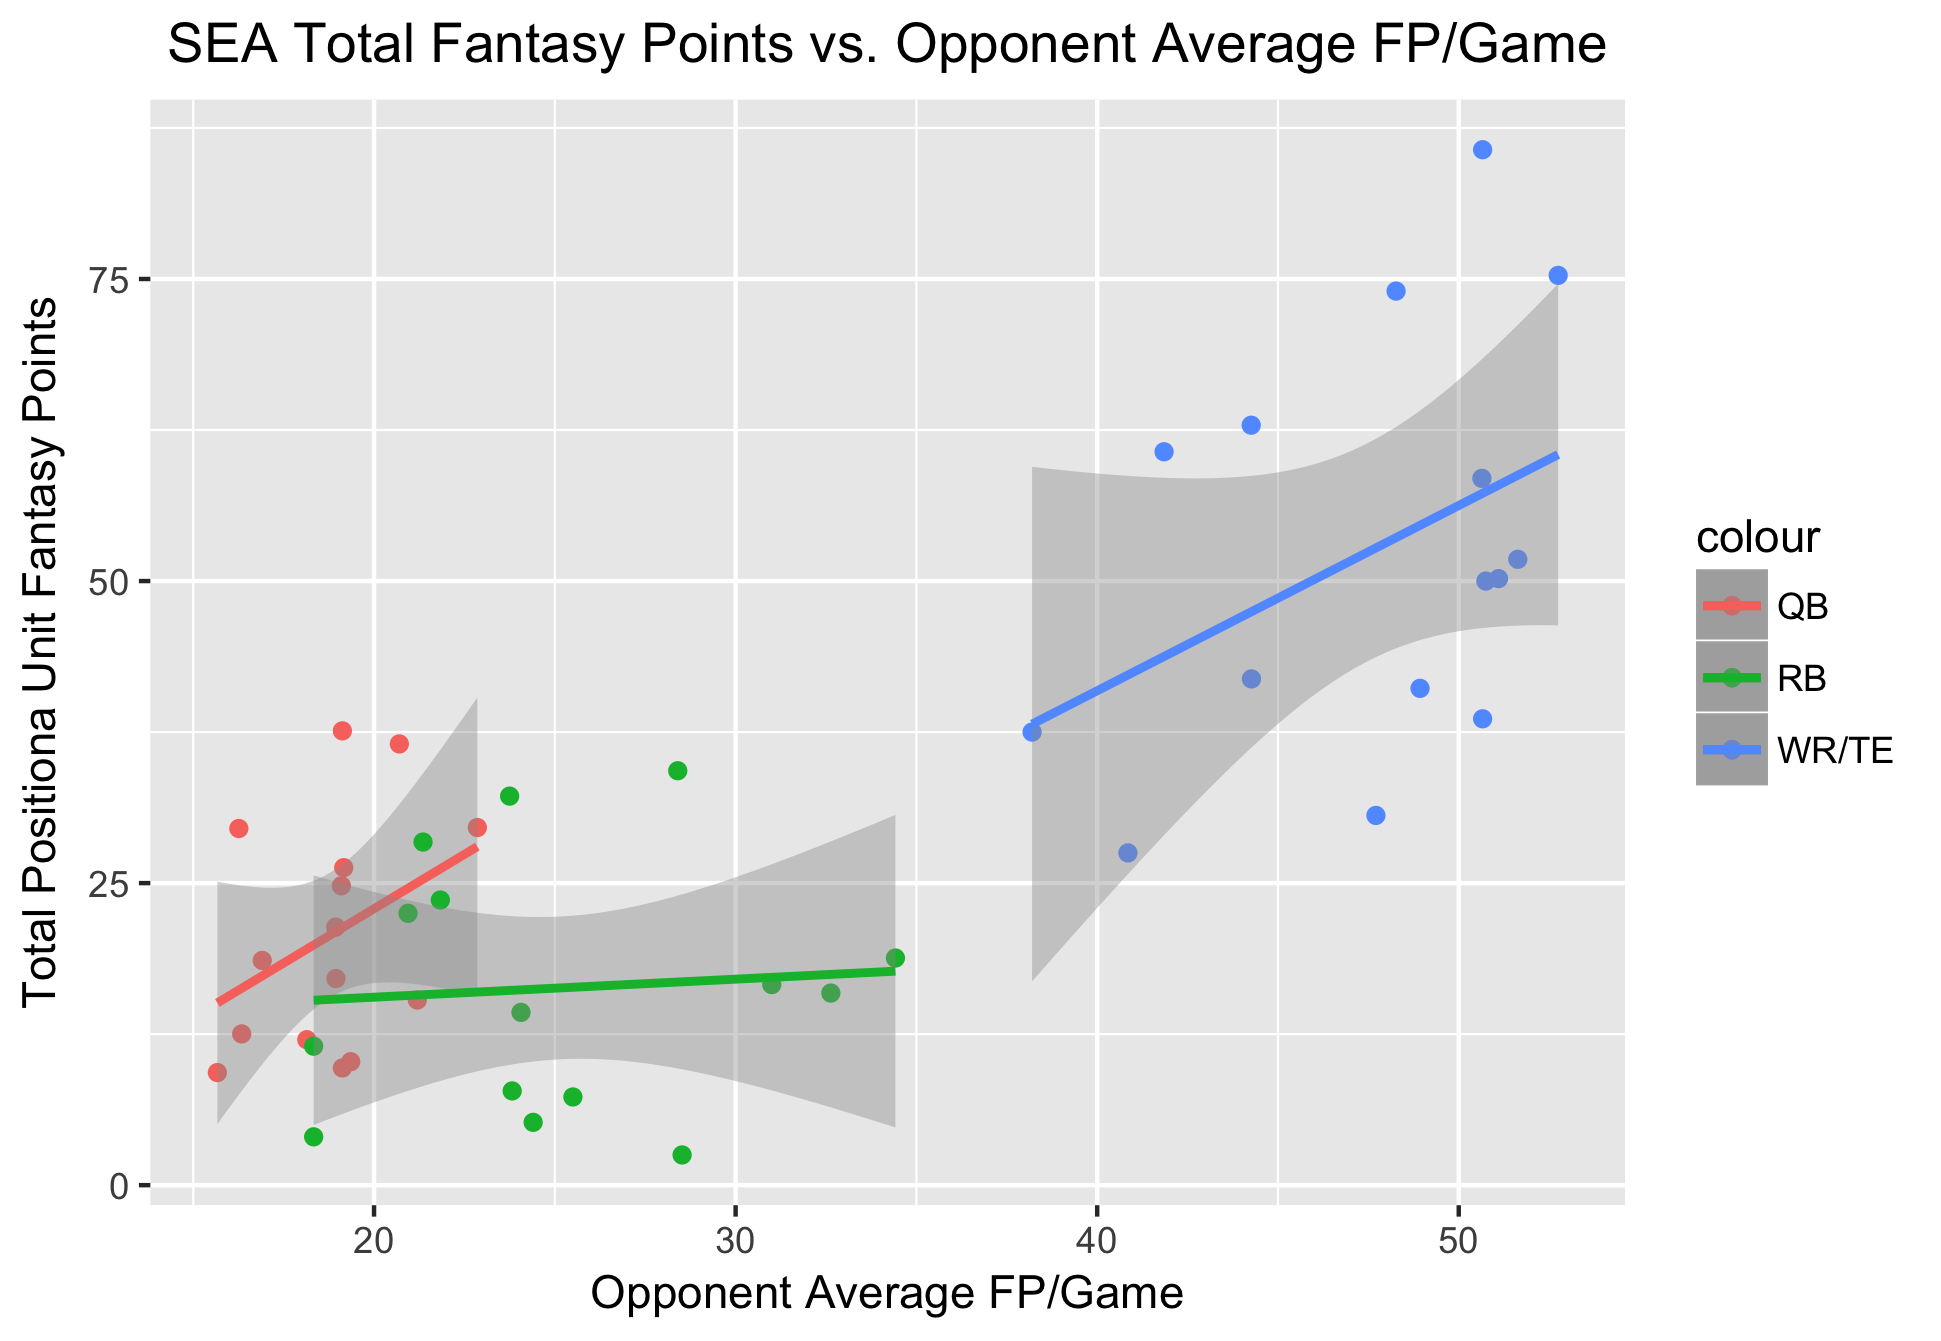 SEA Total Fantasy Points vs. Opponent Average FP/Game
Total Positiona Unit Fantasy Points
75
50
25
0
20 30 40 50
Opponent Average FP/Game
colour
QB
RB
WR/TE